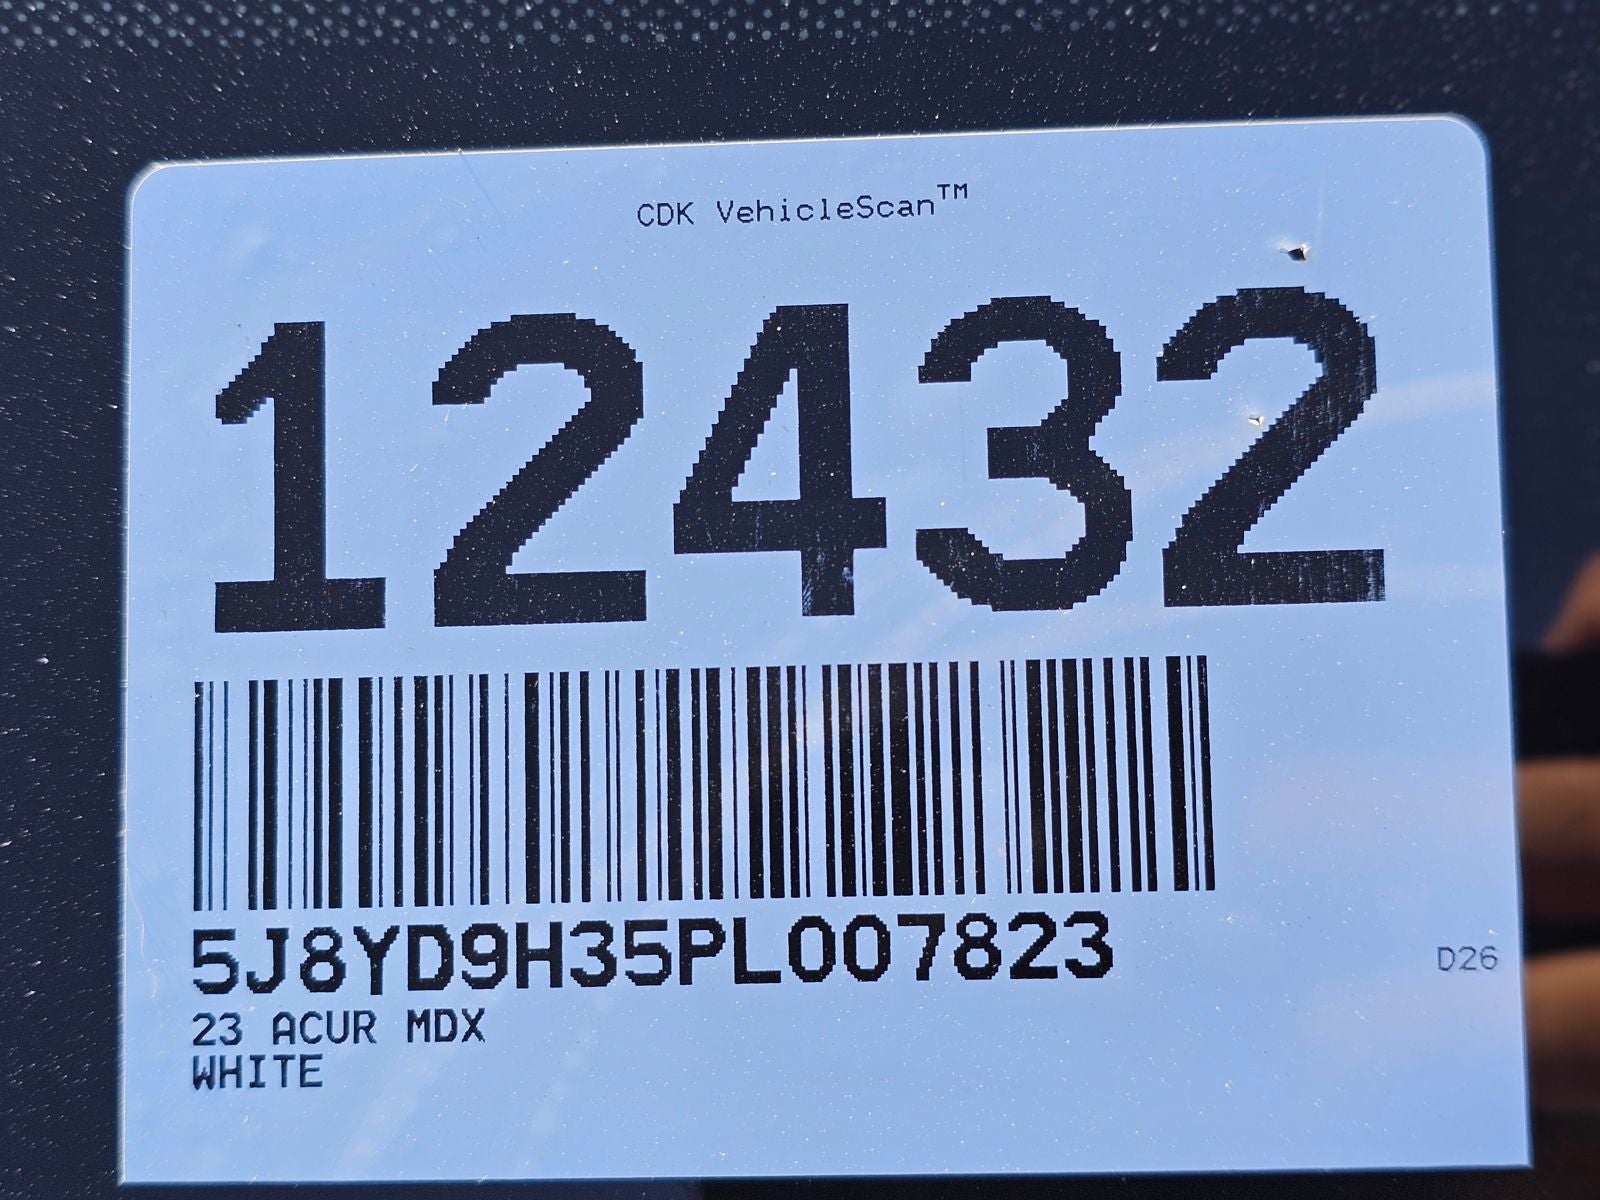 CDK VehicleScan™
12432
5J8YD9H35PL007823
D26
23 ACUR MDX
WHITE